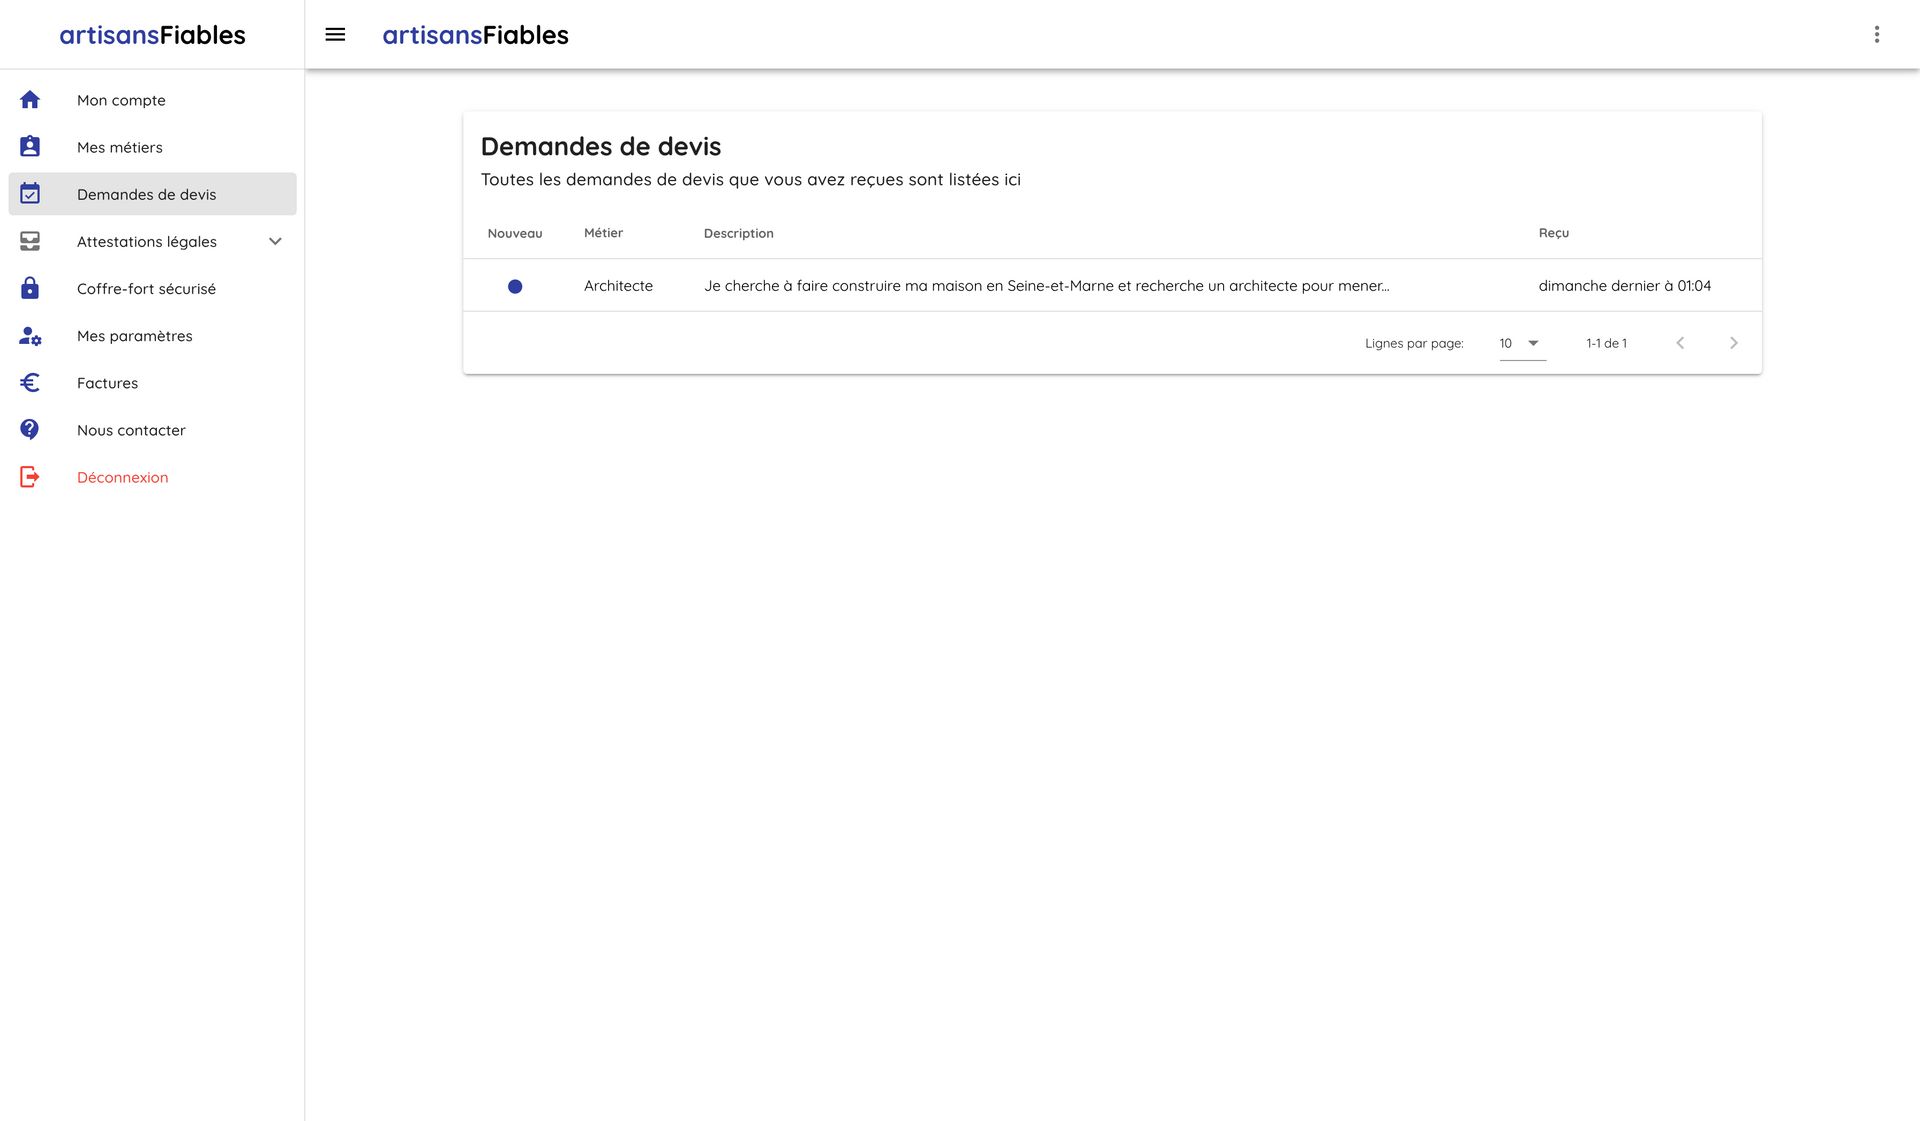 artisansFiables
artisansFiables
Mon compte
Mes métiers
Demandes de devis
Attestations légales
Coffre-fort sécurisé
Mes paramètres
Factures
Nous contacter
Déconnexion
Demandes de devis
Toutes les demandes de devis que vous avez reçues sont listées ici
Nouveau Métier Description Reçu
Architecte Je cherche à faire construire ma maison en Seine-et-Marne et recherche un architecte pour mener... dimanche dernier à 01:04
Lignes par page: 10 1-1 de 1